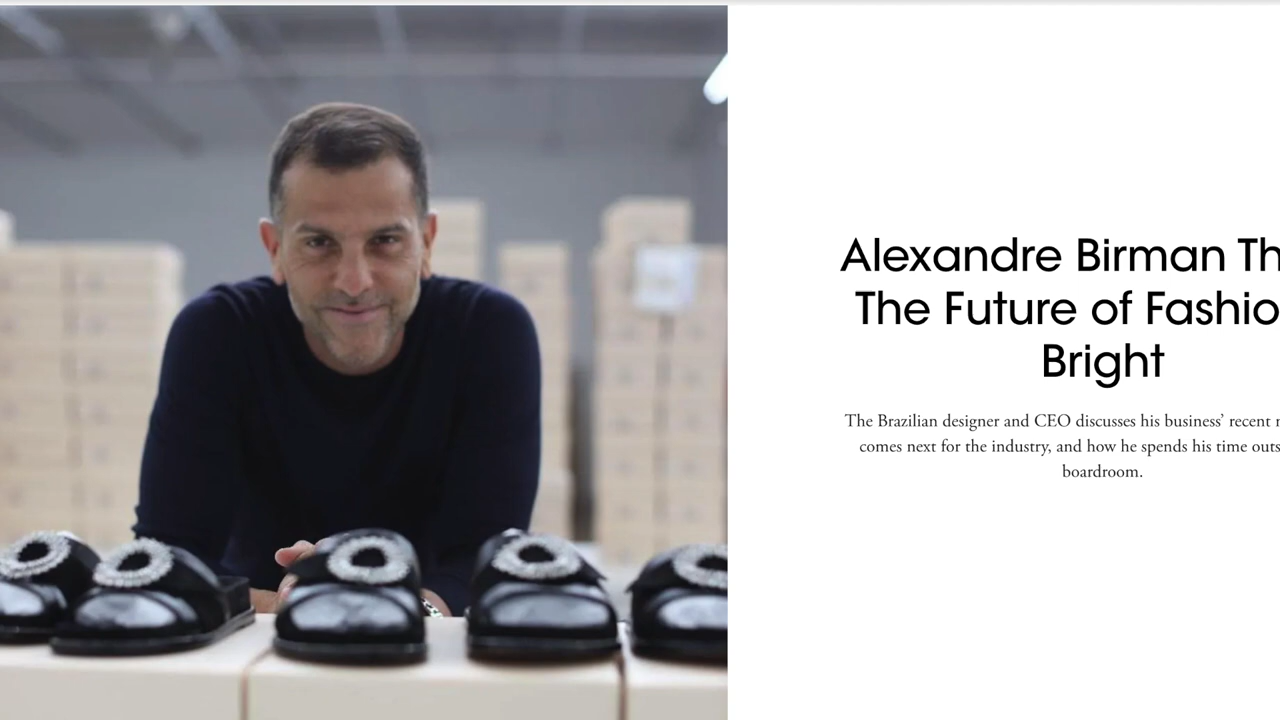 Alexandre Birman Th
The Future of Fashio
Bright
The Brazilian designer and CEO discusses his business’ recent
comes next for the industry, and how he spends his time outs
boardroom.